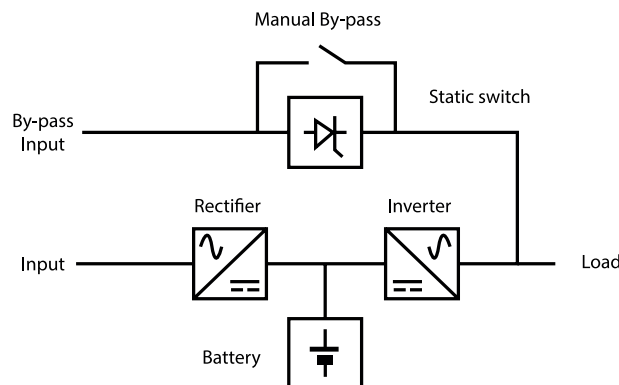 Manual By-pass
Static switch
By-pass
Input
Rectifier
Inverter
Input
Load
Battery